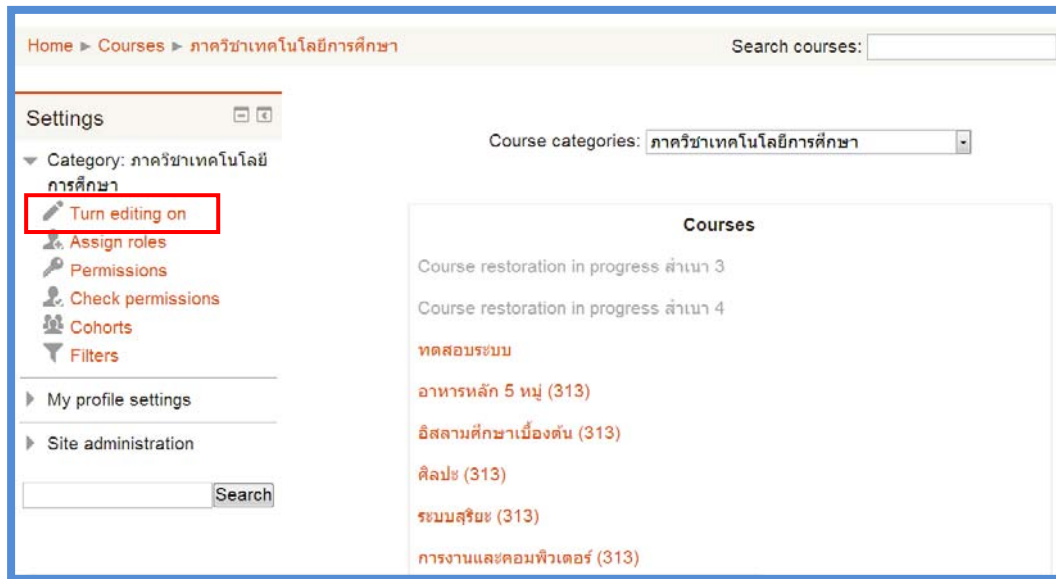 Home ► Courses ► ภาควิชาเทคโนโลยีการศึกษา
Search courses:
Settings
Category: ภาควิชาเทคโนโลยี
การศึกษา
Turn editing on
Assign roles
Permissions
Check permissions
Cohorts
Filters
My profile settings
Site administration
Search
Course categories: ภาควิชาเทคโนโลยีการศึกษา
Courses
Course restoration in progress สำเนา 3
Course restoration in progress สำเนา 4
ทดสอบระบบ
อาหารหลัก 5 หมู่ (313)
อิสลามศึกษาเบื้องต้น (313)
ศิลปะ (313)
ระบบสุริยะ (313)
การงานและคอมพิวเตอร์ (313)